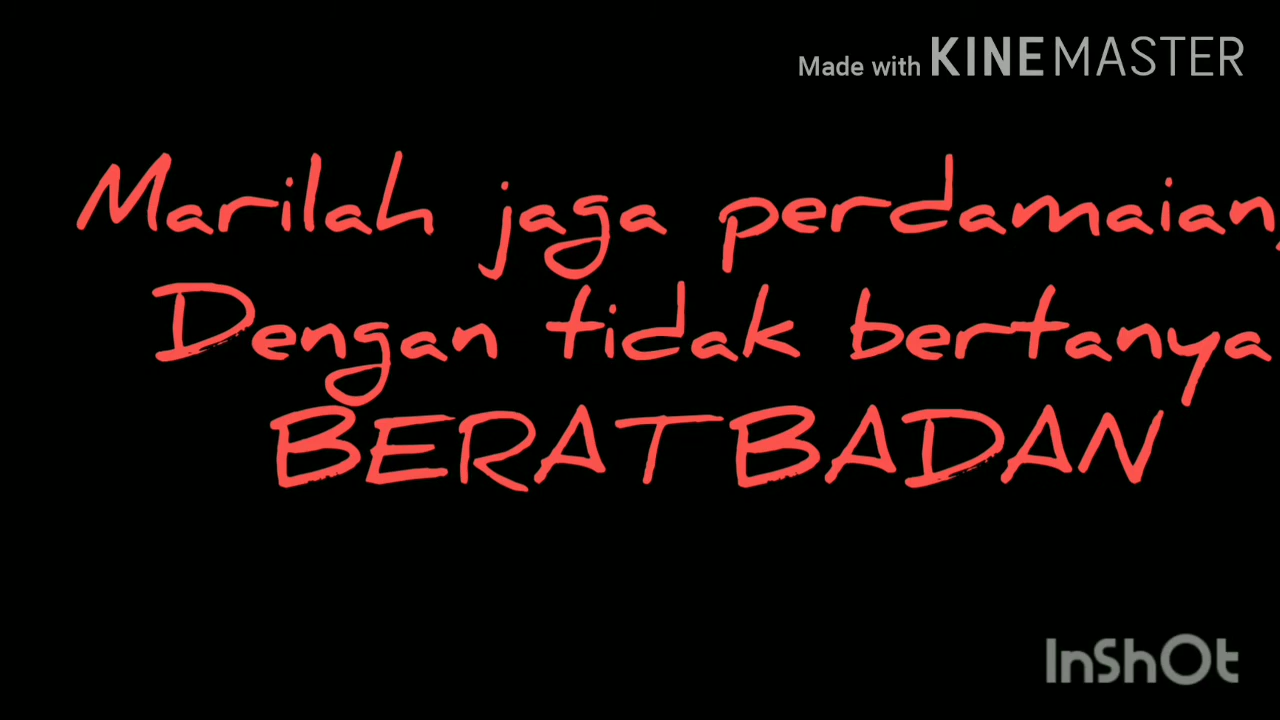 Made with KINEMASTER
Marilah jaga perdamaian,
Dengan tidak bertanya
BERAT BADAN
InShOt